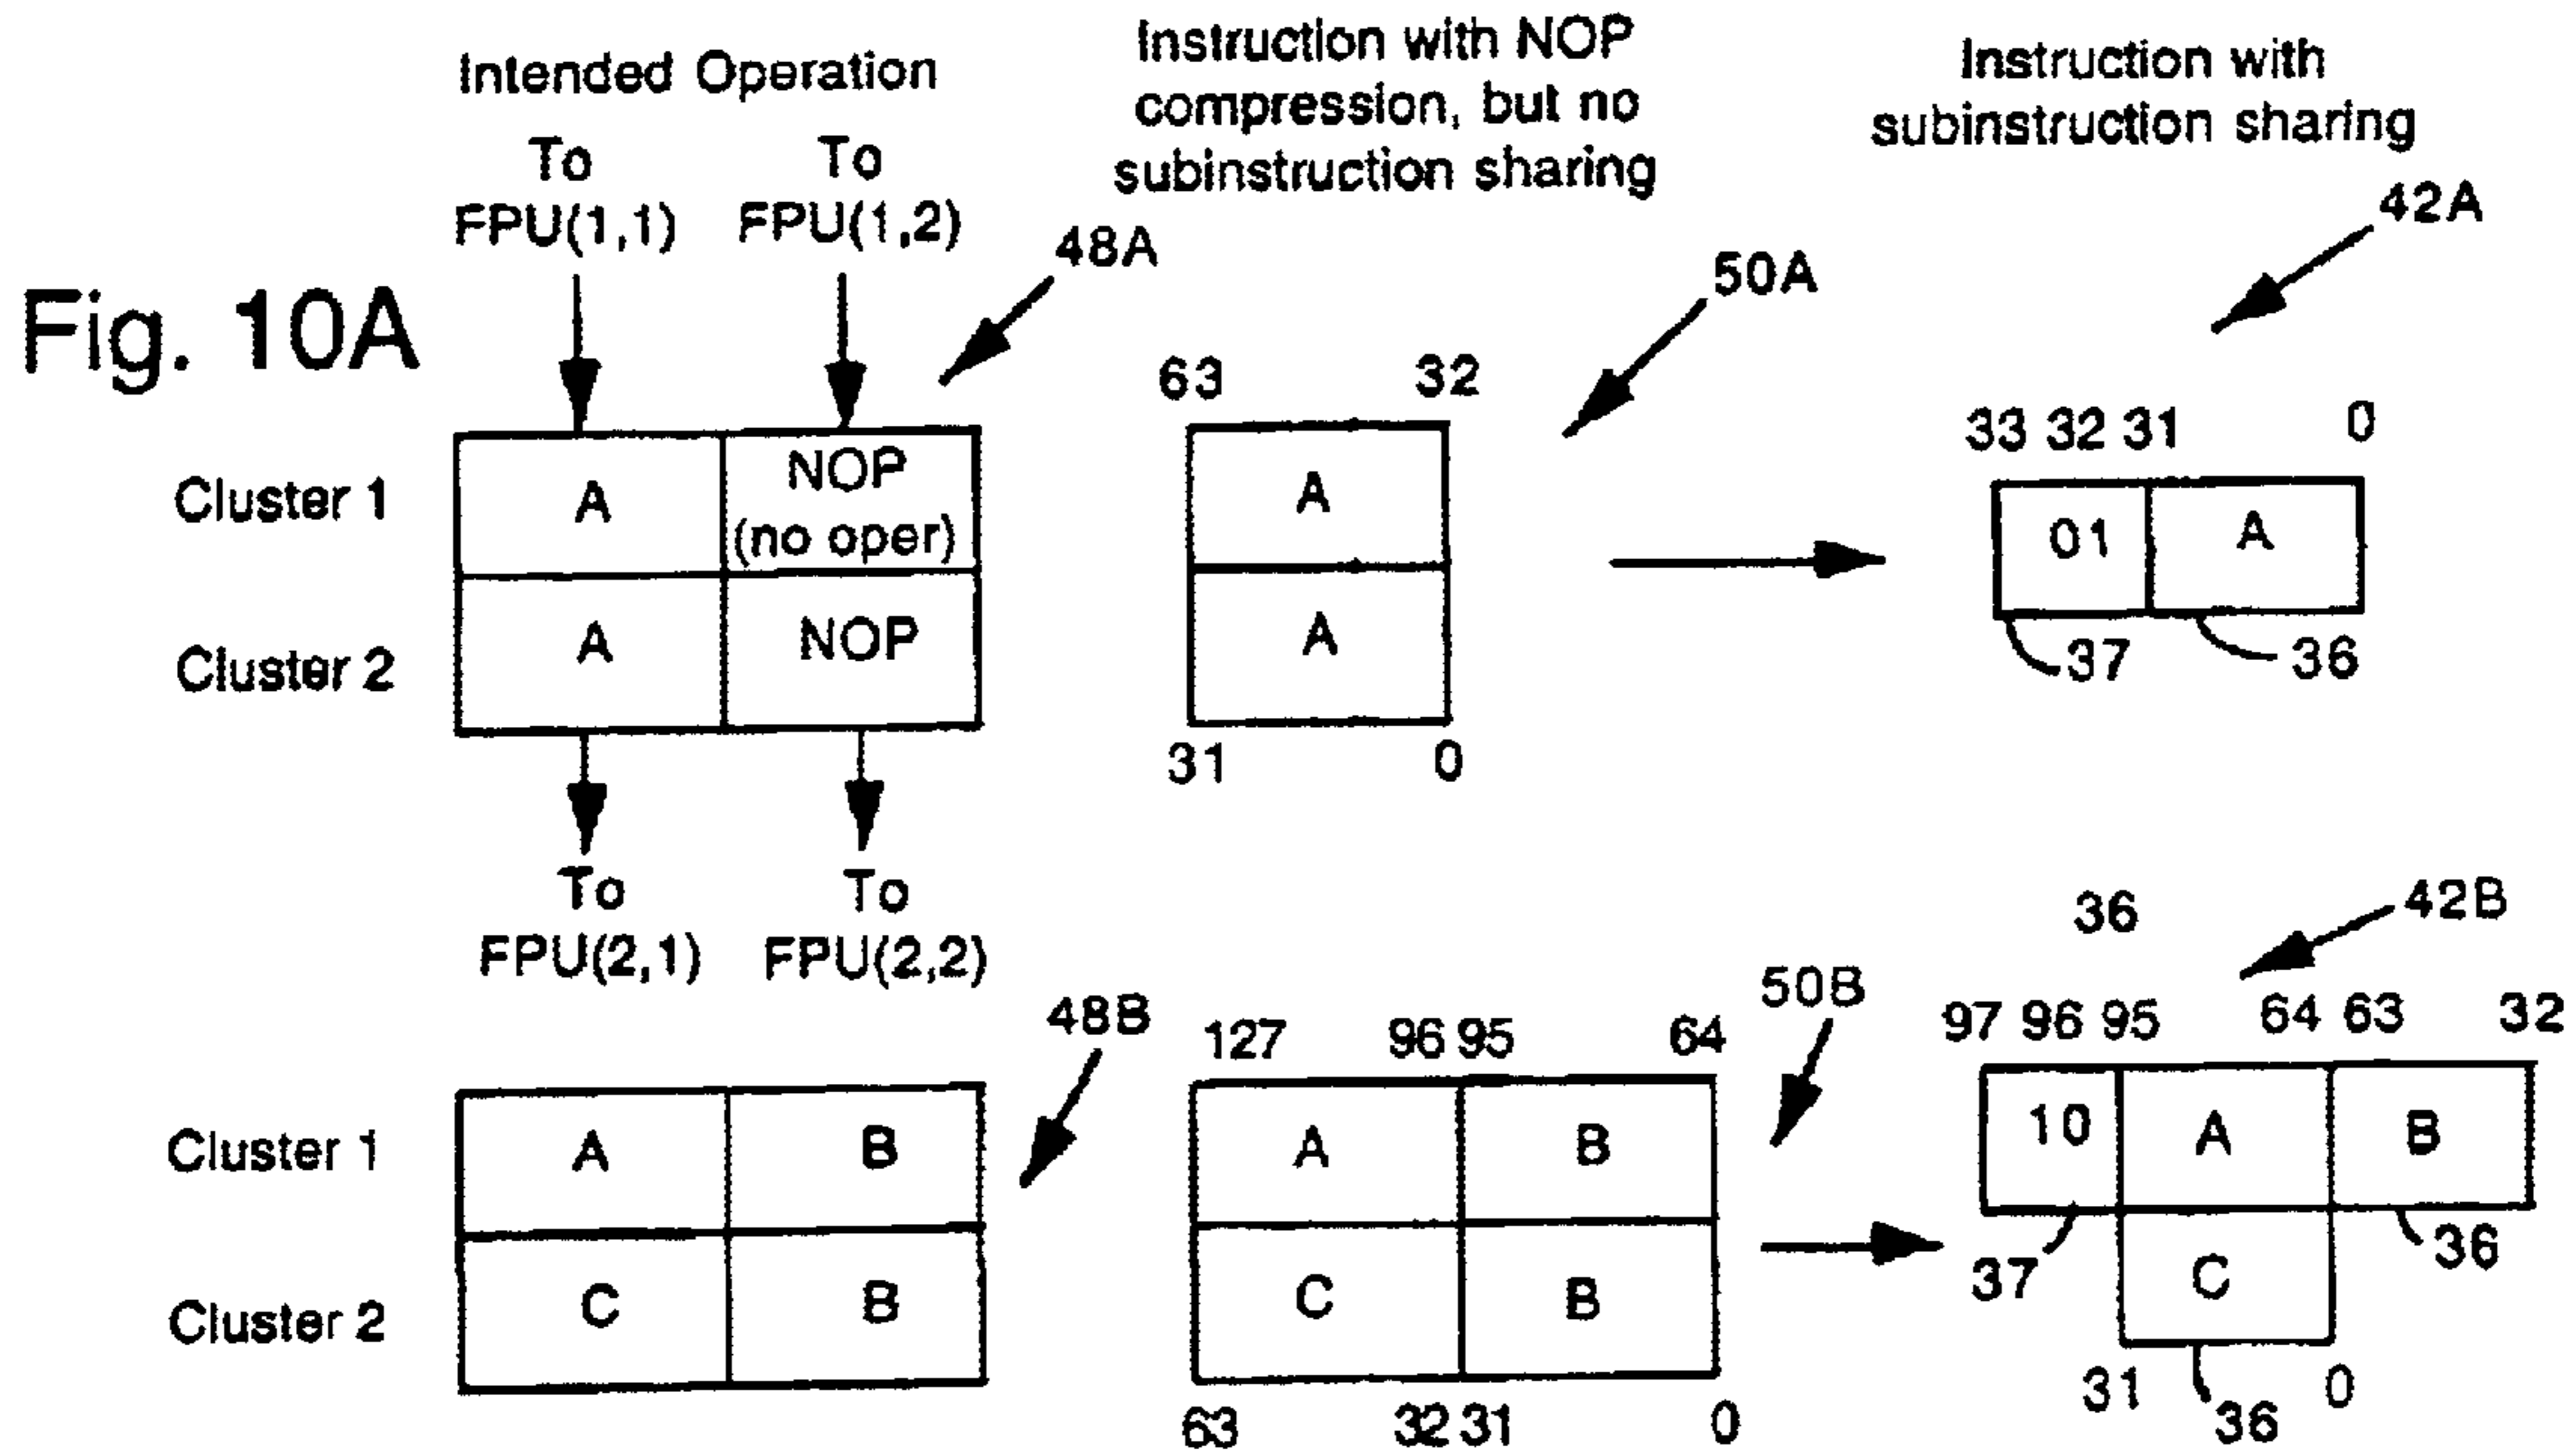 Fig. 10A
Intended Operation
To
FPU(1,1)
To
FPU(1,2)
48A
Cluster 1
A
NOP
(no oper)
Cluster 2
A
NOP
To
FPU(2,1)
To
FPU(2,2)
Instruction with NOP
compression, but no
subinstruction sharing
50A
63 32
A
A
31 0
Instruction with
subinstruction sharing
42A
33 32 31 0
01 A
37 36
48B
Cluster 1
A B
Cluster 2
C B
50B
127 96 95 64
A B
C B
63 32 31 0
36
42B
97 96 95 64 63 32
10 A B
37 36
C
31 0
36